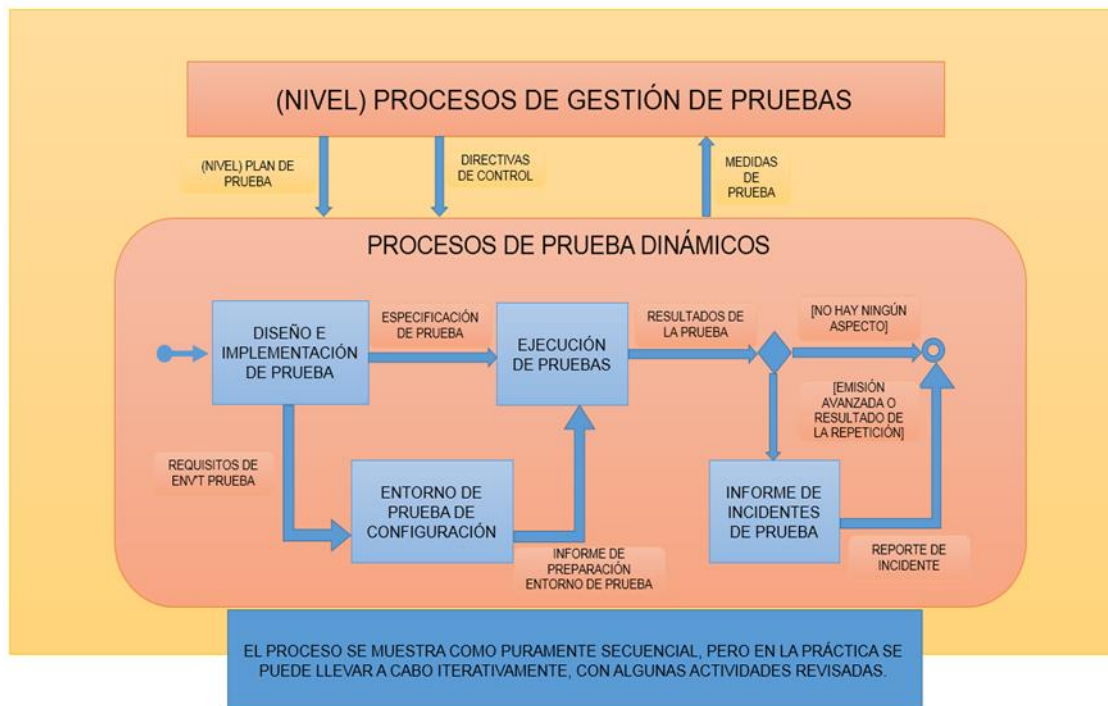 (NIVEL) PROCESOS DE GESTIÓN DE PRUEBAS
(NIVEL) PLAN DE
PRUEBA
DIRECTIVAS
DE CONTROL
MEDIDAS
DE
PRUEBA
PROCESOS DE PRUEBA DINÁMICOS
DISEÑO E
IMPLEMENTACIÓN
DE PRUEBA
ESPECIFICACIÓN
DE PRUEBA
EJECUCIÓN
DE PRUEBAS
RESULTADOS DE
LA PRUEBA
[NO HAY NINGÚN
ASPECTO]
[EMISIÓN
AVANZADA O
RESULTADO DE
LA REPETICIÓN]
REQUISITOS DE
ENV'T PRUEBA
ENTORNO DE
PRUEBA DE
CONFIGURACIÓN
INFORME DE
PREPARACIÓN
ENTORNO DE PRUEBA
INFORME DE
INCIDENTES
DE PRUEBA
REPORTE DE
INCIDENTE
EL PROCESO SE MUESTRA COMO PURAMENTE SECUENCIAL, PERO EN LA PRÁCTICA SE
PUEDE LLEVAR A CABO ITERATIVAMENTE, CON ALGUNAS ACTIVIDADES REVISADAS.